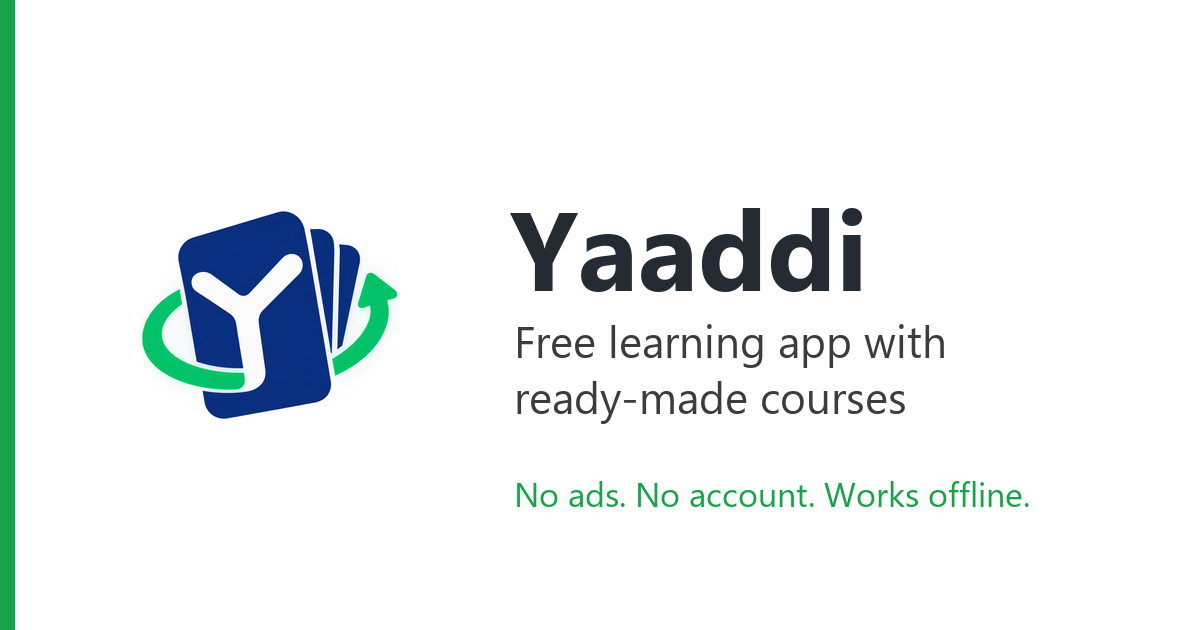 Y
Yaaddi
Free learning app with
ready-made courses
No ads. No account. Works offline.